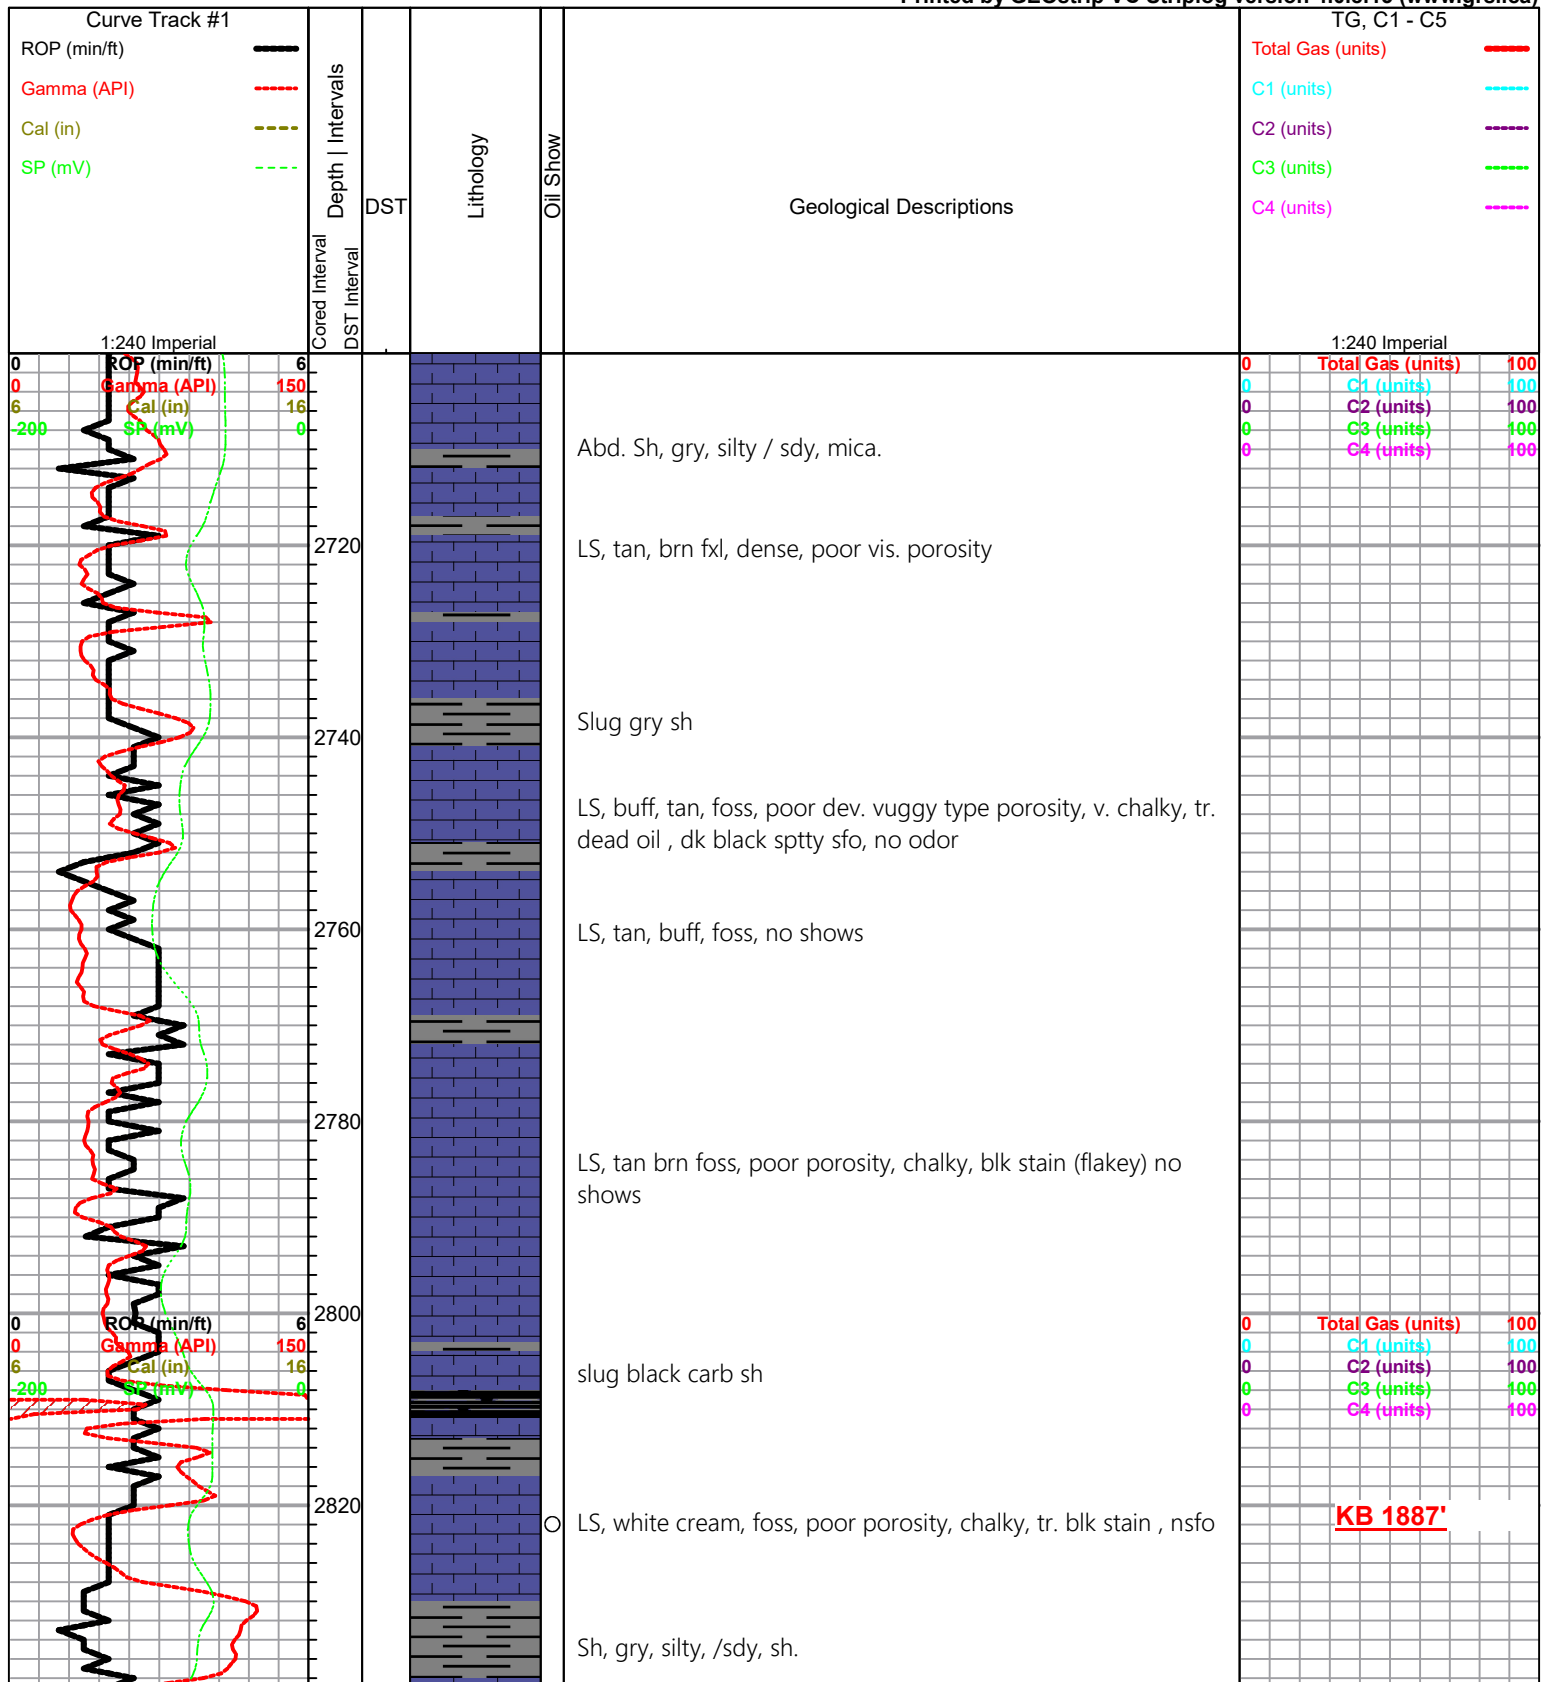 Curve Track #1
ROP (min/ft)
Gamma (API)
Cal (in)
SP (mV)
1:240 Imperial
Depth | Intervals
Cored Interval
DST Interval
DST
Lithology
Oil Show
Geological Descriptions
TG, C1 - C5
Total Gas (units)
C1 (units)
C2 (units)
C3 (units)
C4 (units)
1:240 Imperial
0 ROP (min/ft) 6
0 Gamma (API) 150
6 Cal (in) 16
-200 SP (mV) 0
0 Total Gas (units) 100
0 C1 (units) 100
0 C2 (units) 100
0 C3 (units) 100
0 C4 (units) 100
Abd. Sh, gry, silty / sdy, mica.
2720
LS, tan, brn fxl, dense, poor vis. porosity
Slug gry sh
2740
LS, buff, tan, foss, poor dev. vuggy type porosity, v. chalky, tr.
dead oil , dk black sptty sfo, no odor
2760
LS, tan, buff, foss, no shows
2780
LS, tan brn foss, poor porosity, chalky, blk stain (flakey) no
shows
2800
0 ROP (min/ft) 6
0 Gamma (API) 150
6 Cal (in) 16
-200 SP (mV) 0
0 Total Gas (units) 100
0 C1 (units) 100
0 C2 (units) 100
0 C3 (units) 100
0 C4 (units) 100
slug black carb sh
2820
LS, white cream, foss, poor porosity, chalky, tr. blk stain , nsfo
KB 1887'
Sh, gry, silty, /sdy, sh.